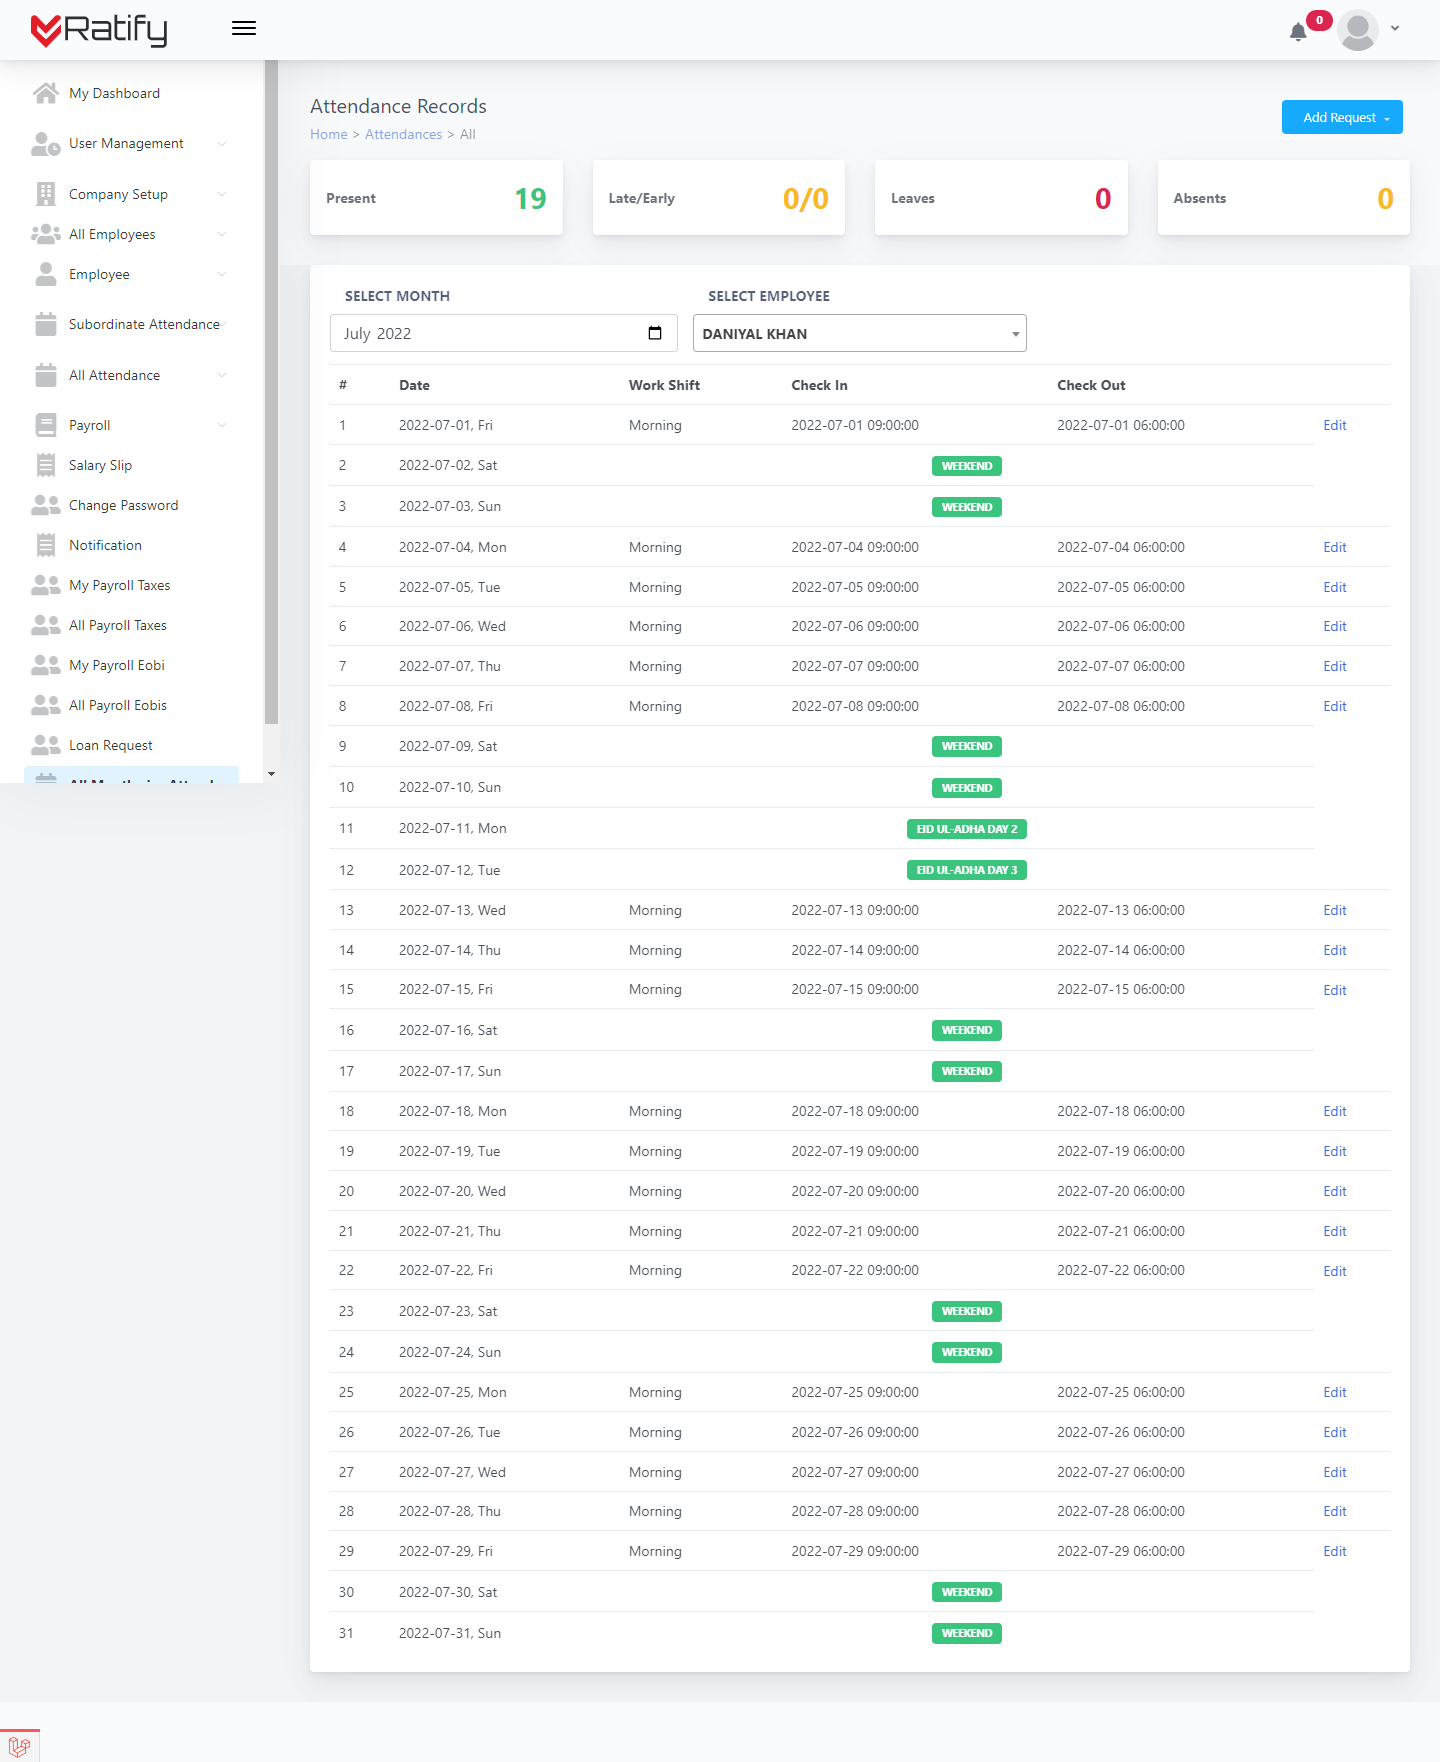 Ratify
0
My Dashboard
User Management
Company Setup
All Employees
Employee
Subordinate Attendance
All Attendance
Payroll
Salary Slip
Change Password
Notification
My Payroll Taxes
All Payroll Taxes
My Payroll Eobi
All Payroll Eobis
Loan Request
Attendance Records
Home > Attendances > All
Add Request
Present 19
Late/Early 0/0
Leaves 0
Absents 0
SELECT MONTH SELECT EMPLOYEE
July 2022 DANIYAL KHAN
# Date Work Shift Check In Check Out
1 2022-07-01, Fri Morning 2022-07-01 09:00:00 2022-07-01 06:00:00 Edit
2 2022-07-02, Sat WEEKEND
3 2022-07-03, Sun WEEKEND
4 2022-07-04, Mon Morning 2022-07-04 09:00:00 2022-07-04 06:00:00 Edit
5 2022-07-05, Tue Morning 2022-07-05 09:00:00 2022-07-05 06:00:00 Edit
6 2022-07-06, Wed Morning 2022-07-06 09:00:00 2022-07-06 06:00:00 Edit
7 2022-07-07, Thu Morning 2022-07-07 09:00:00 2022-07-07 06:00:00 Edit
8 2022-07-08, Fri Morning 2022-07-08 09:00:00 2022-07-08 06:00:00 Edit
9 2022-07-09, Sat WEEKEND
10 2022-07-10, Sun WEEKEND
11 2022-07-11, Mon EID UL-ADHA DAY 2
12 2022-07-12, Tue EID UL-ADHA DAY 3
13 2022-07-13, Wed Morning 2022-07-13 09:00:00 2022-07-13 06:00:00 Edit
14 2022-07-14, Thu Morning 2022-07-14 09:00:00 2022-07-14 06:00:00 Edit
15 2022-07-15, Fri Morning 2022-07-15 09:00:00 2022-07-15 06:00:00 Edit
16 2022-07-16, Sat WEEKEND
17 2022-07-17, Sun WEEKEND
18 2022-07-18, Mon Morning 2022-07-18 09:00:00 2022-07-18 06:00:00 Edit
19 2022-07-19, Tue Morning 2022-07-19 09:00:00 2022-07-19 06:00:00 Edit
20 2022-07-20, Wed Morning 2022-07-20 09:00:00 2022-07-20 06:00:00 Edit
21 2022-07-21, Thu Morning 2022-07-21 09:00:00 2022-07-21 06:00:00 Edit
22 2022-07-22, Fri Morning 2022-07-22 09:00:00 2022-07-22 06:00:00 Edit
23 2022-07-23, Sat WEEKEND
24 2022-07-24, Sun WEEKEND
25 2022-07-25, Mon Morning 2022-07-25 09:00:00 2022-07-25 06:00:00 Edit
26 2022-07-26, Tue Morning 2022-07-26 09:00:00 2022-07-26 06:00:00 Edit
27 2022-07-27, Wed Morning 2022-07-27 09:00:00 2022-07-27 06:00:00 Edit
28 2022-07-28, Thu Morning 2022-07-28 09:00:00 2022-07-28 06:00:00 Edit
29 2022-07-29, Fri Morning 2022-07-29 09:00:00 2022-07-29 06:00:00 Edit
30 2022-07-30, Sat WEEKEND
31 2022-07-31, Sun WEEKEND